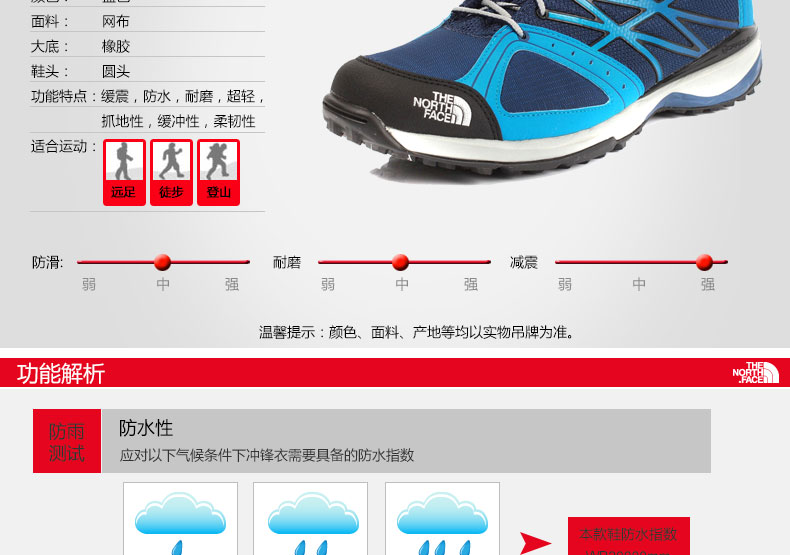 面料： 网布
大底： 橡胶
鞋头： 圆头
功能特点：缓震，防水，耐磨，超轻，
抓地性，缓冲性，柔韧性
适合运动：
远足 徒步 登山
THE
NORTH
FACE
防滑: 弱 中 强
耐磨 弱 中 强
减震 弱 中 强
温馨提示：颜色、面料、产地等均以实物吊牌为准。
功能解析
THE
NORTH
FACE
防雨
测试
防水性
应对以下气候条件下冲锋衣需要具备的防水指数
本款鞋防水指数